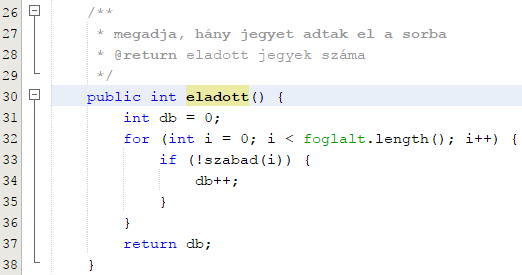 26 /**
27 * megadja, hány jegyet adtak el a sorba
28 * @return eladott jegyek száma
29 */
30 public int eladott() {
31 int db = 0;
32 for (int i = 0; i < foglalt.length(); i++) {
33 if (!szabad(i)) {
34 db++;
35 }
36 }
37 return db;
38 }